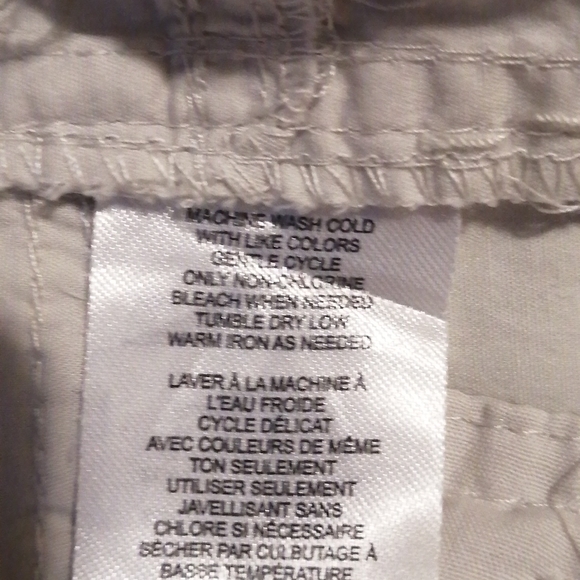 MACHINE WASH COLD
WITH LIKE COLORS
GENTLE CYCLE
ONLY NON-CHLORINE
BLEACH WHEN NEEDED
TUMBLE DRY LOW
WARM IRON AS NEEDED
LAVER À LA MACHINE À
L'EAU FROIDE
CYCLE DÉLICAT
AVEC COULEURS DE MÊME
TON SEULEMENT
UTILISER SEULEMENT
JAVELLISANT SANS
CHLORE SI NÉCESSAIRE
SÉCHER PAR CULBUTAGE À
BASSE TEMPÉRATURE